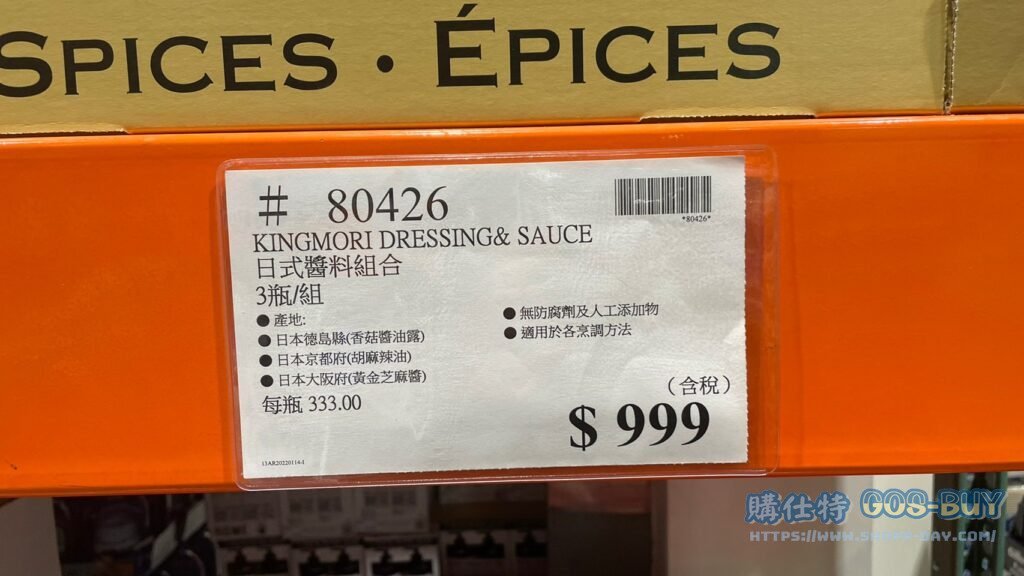 SPICES • ÉPICES
# 80426
*80426*
KINGMORI DRESSING& SAUCE
日式醬料組合
3瓶/組
● 產地:
● 日本德島縣(香菇醬油露)
● 日本京都府(胡麻辣油)
● 日本大阪府(黃金芝麻醬)
每瓶 333.00
● 無防腐劑及人工添加物
● 適用於各烹調方法
(含稅)
$ 999
13AR20220114-1
購仕特 GOS-BUY